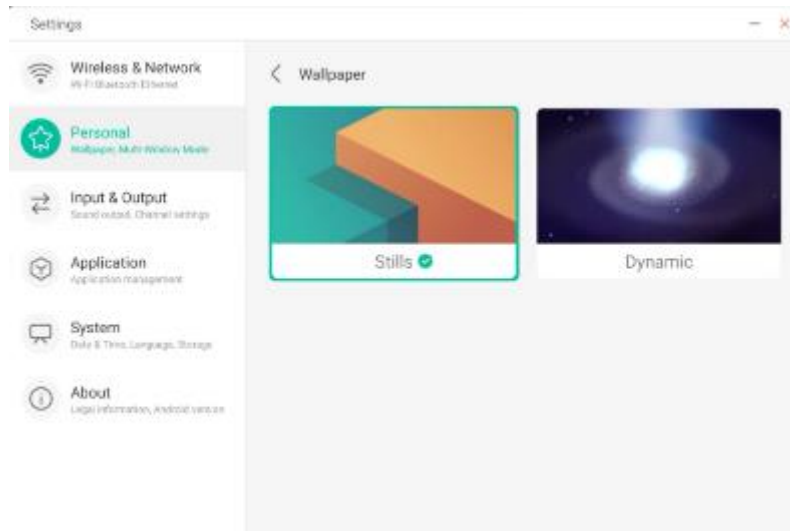 Settings
Wireless & Network
Wi-Fi Bluetooth Ethernet
Personal
Wallpaper, Multi-Window Mode
Input & Output
Sound output, Channel settings
Application
Application management
System
Date & Time, Language, Storage
About
Legal information, Android version
Wallpaper
Stills
Dynamic